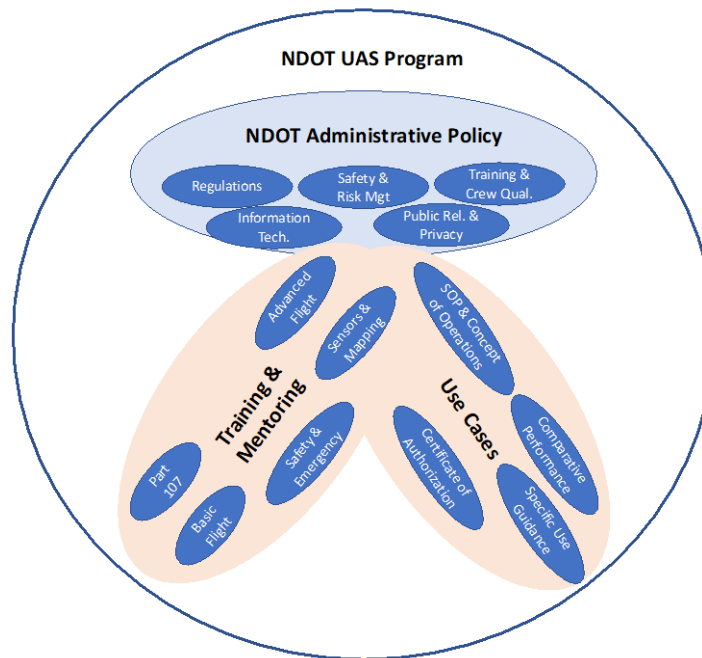 NDOT UAS Program
NDOT Administrative Policy
Regulations
Safety &
Risk Mgt
Training &
Crew Qual.
Information
Tech.
Public Rel. &
Privacy
Advanced
Flight
Sensors &
Mapping
Training &
Mentoring
Safety &
Emergency
Part
107
Basic
Flight
SOP & Concept
of Operations
Use Cases
Comparative
Performance
Certificate of
Authorization
Specific Use
Guidance